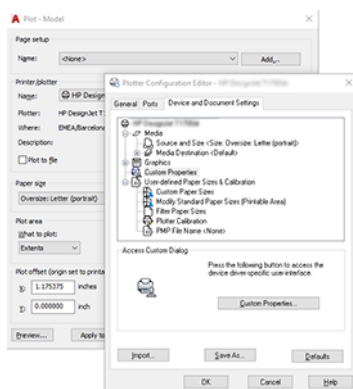 Plot - Model
Page setup
Name: <None> Add...
Printer/plotter
Name: HP Design
Plotter: HP DesignJet T
Where: EMEA/Barcelona
Description:
Plot to file
Paper size
Oversize: Letter (portrait)
Plot area
What to plot:
Extents
Plot offset (origin set to printa
X: 1.175375 inches
Y: 0.000000 inch
Preview... Apply to
Plotter Configuration Editor -
General Ports Device and Document Settings
Media
Source and Size <Size: Oversize: Letter (portrait)>
Media Destination <Default>
Graphics
Custom Properties
User-defined Paper Sizes & Calibration
Custom Paper Sizes
Modify Standard Paper Sizes (Printable Area)
Filter Paper Sizes
Plotter Calibration
PMP File Name <None>
Access Custom Dialog
Press the following button to access the
device driver-specific user-interface.
Custom Properties...
Import... Save As... Defaults
OK Cancel Help